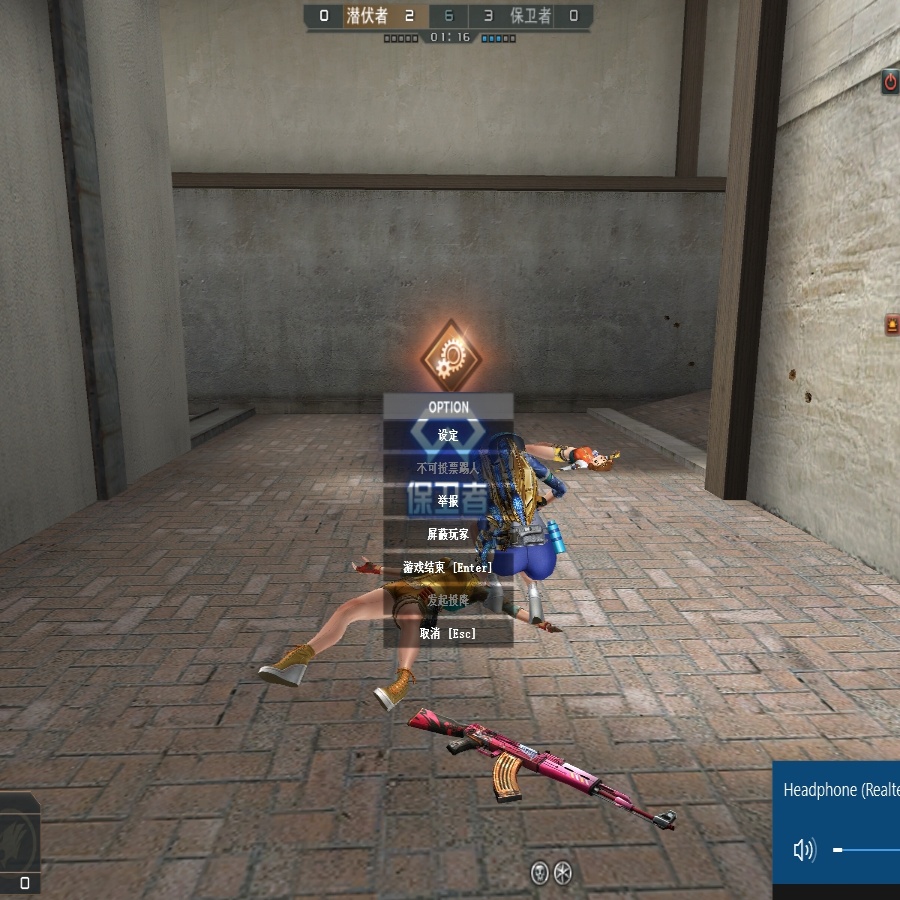 0 潜伏者 2 6 3 保卫者 0
01:16
OPTION
设定
不可投票踢人
保卫者
举报
屏蔽玩家
游戏结束 [Enter]
发起投降
取消 [Esc]
Headphone (Realte
0